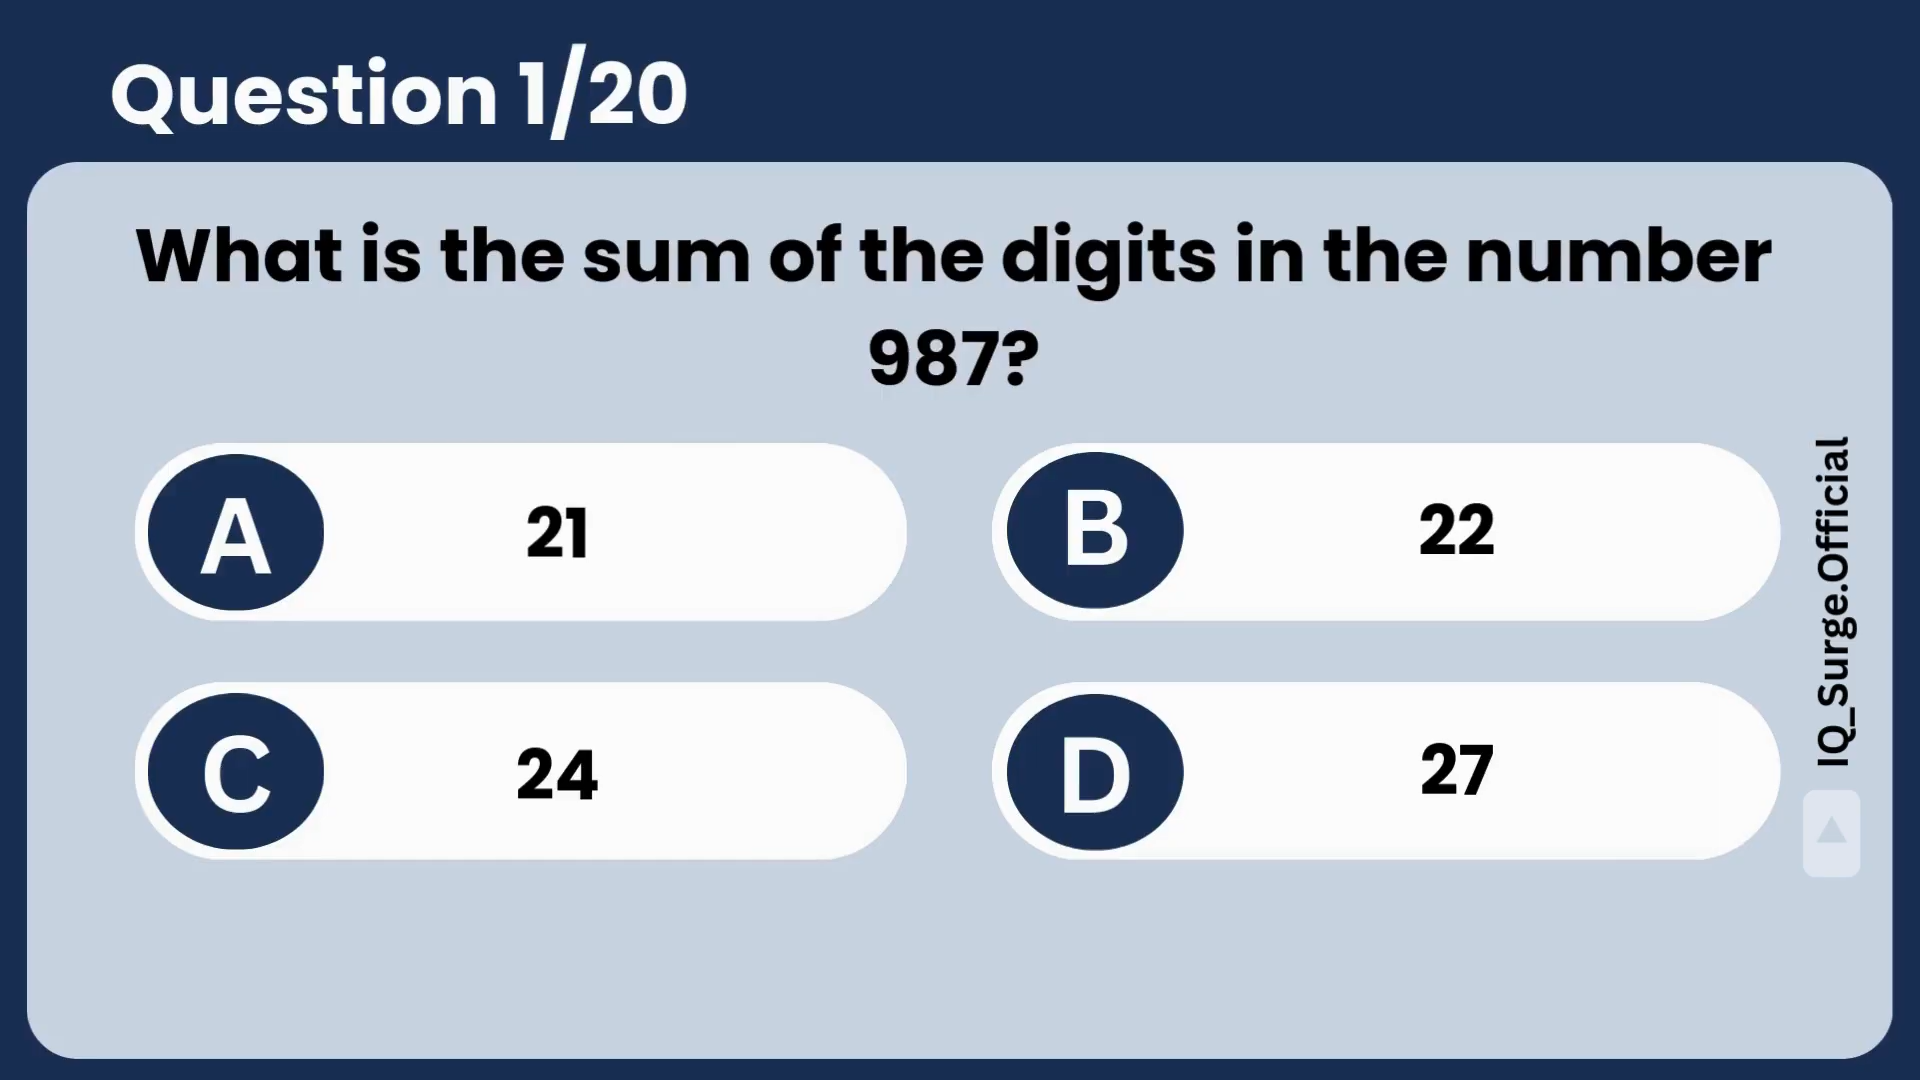 Question 1/20
What is the sum of the digits in the number
987?
A 21
B 22
C 24
D 27
IQ_Surge.Official